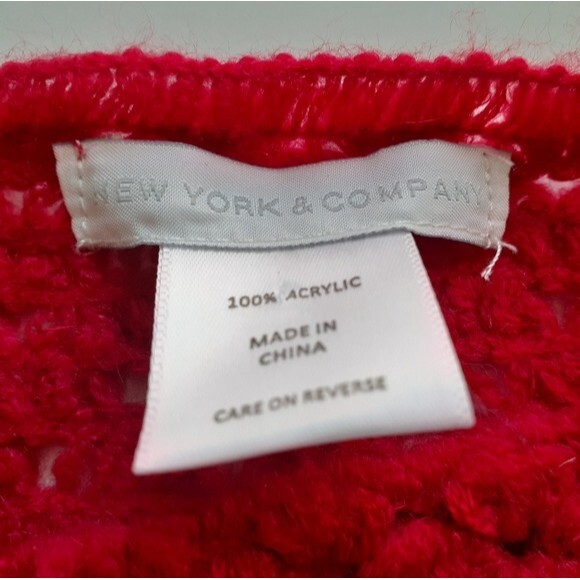 NEW YORK & COMPANY
100% ACRYLIC
MADE IN
CHINA
CARE ON REVERSE